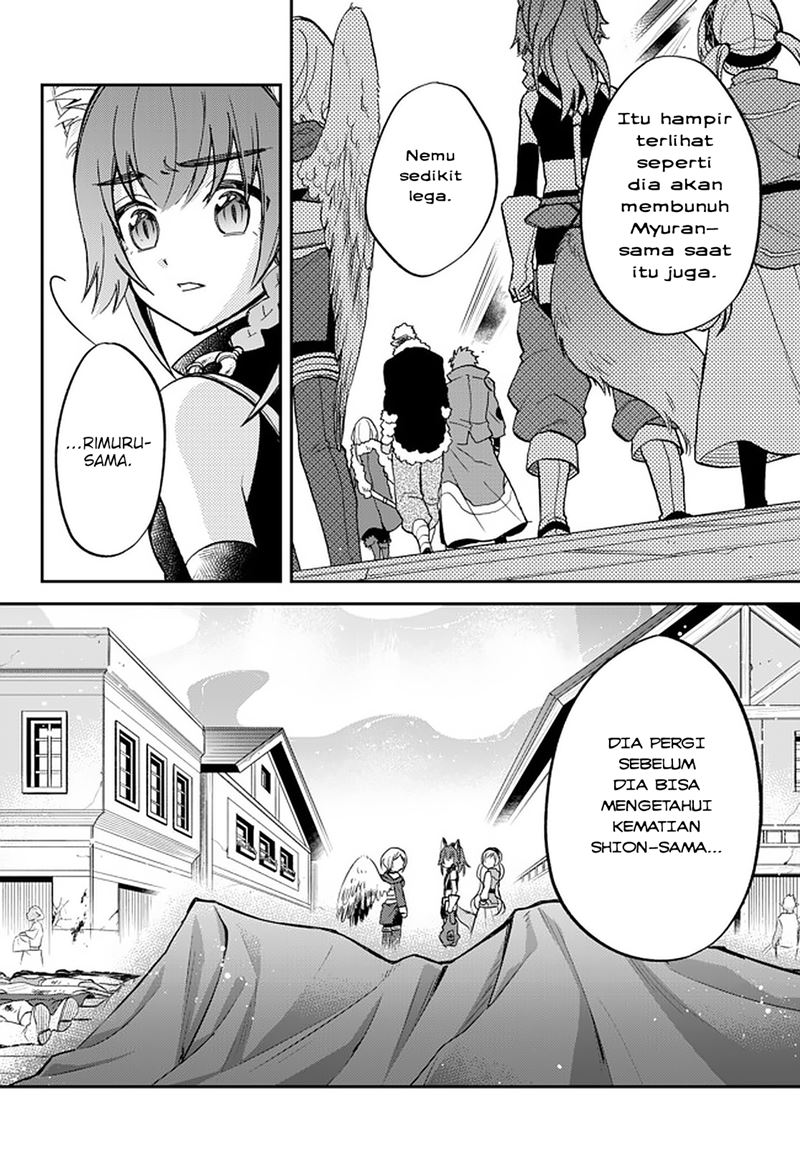 Itu hampir
terlihat
seperti
dia akan
membunuh
Myuran-
sama saat
itu juga.
Nemu
sedikit
lega.
...RIMURU-
SAMA.
DIA PERGI
SEBELUM
DIA BISA
MENGETAHUI
KEMATIAN
SHION-SAMA...